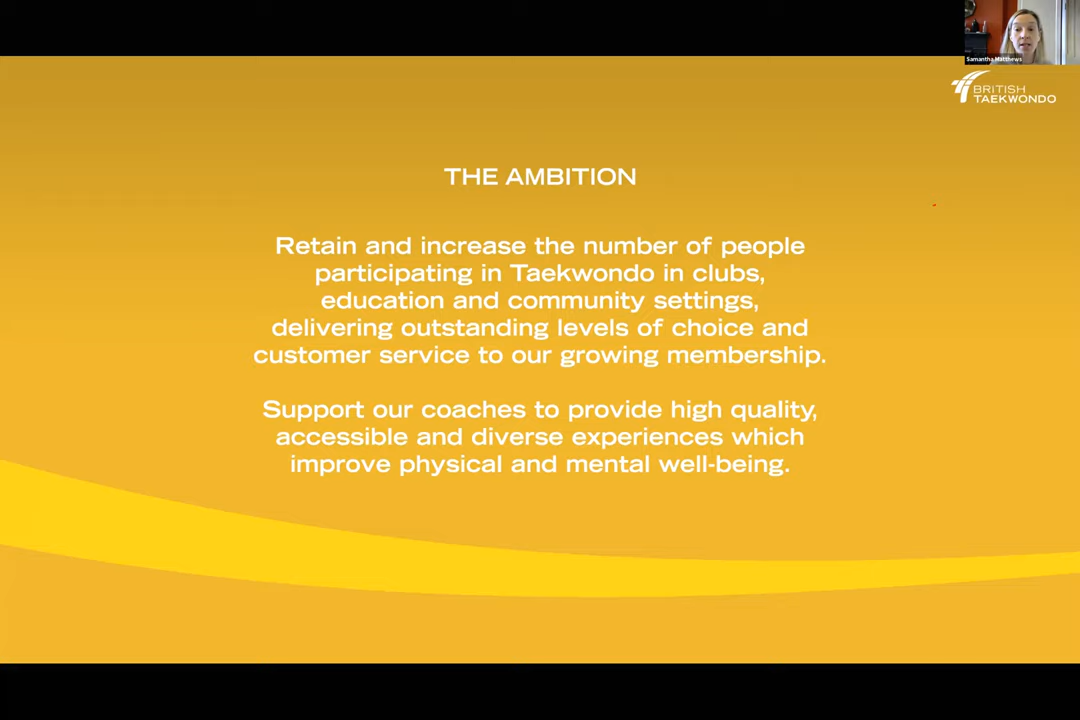 Samantha Matthews
BRITISH
TAEKWONDO
THE AMBITION
Retain and increase the number of people
participating in Taekwondo in clubs,
education and community settings,
delivering outstanding levels of choice and
customer service to our growing membership.
Support our coaches to provide high quality,
accessible and diverse experiences which
improve physical and mental well-being.